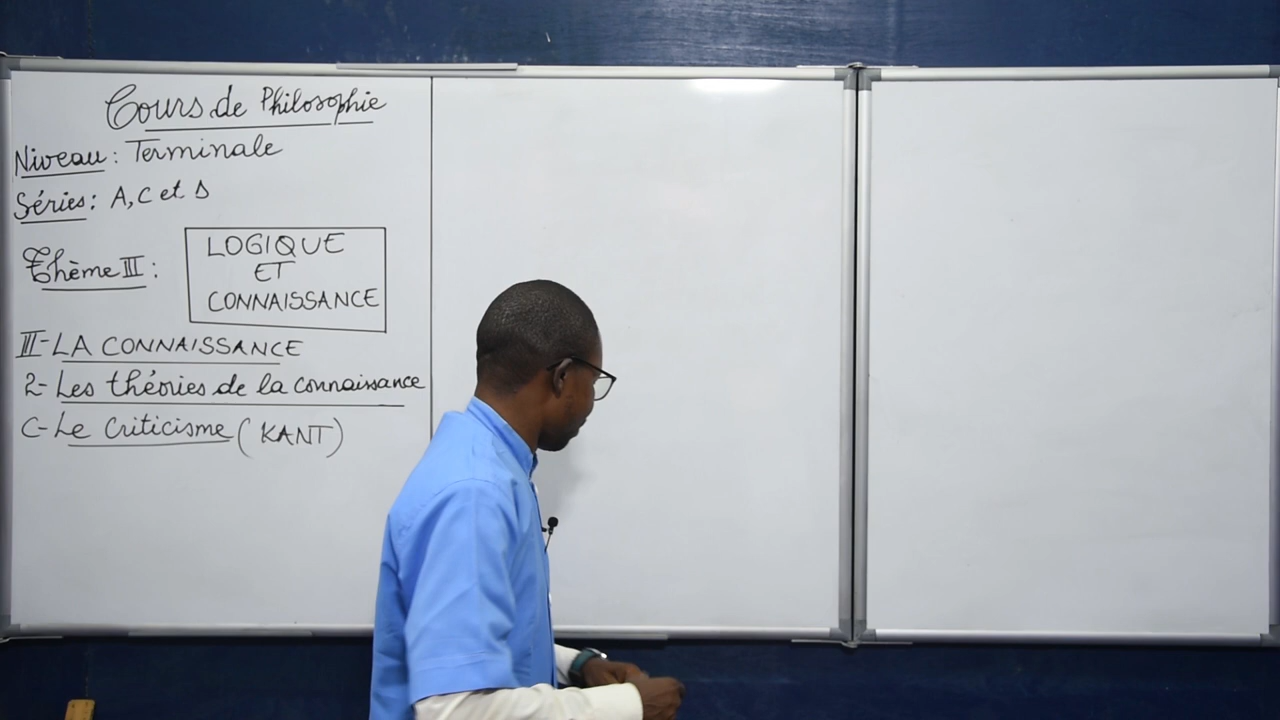 Cours de Philosophie
Niveau : Terminale
Séries : A, C et D
Thème III :
LOGIQUE
ET
CONNAISSANCE
III- LA CONNAISSANCE
2- Les théories de la connaissance
C- Le Criticisme (KANT)